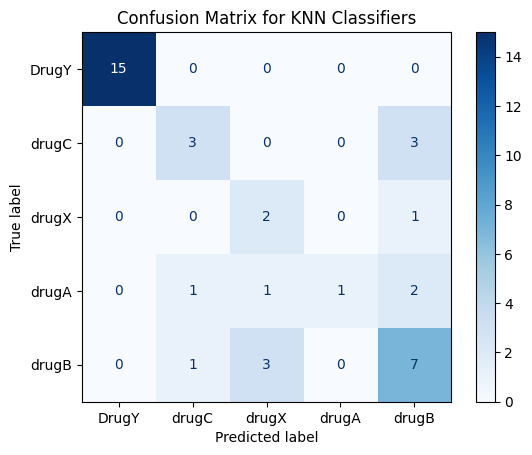 Confusion Matrix for KNN Classifiers
True label
DrugY 15 0 0 0 0
drugC 0 3 0 0 3
drugX 0 0 2 0 1
drugA 0 1 1 1 2
drugB 0 1 3 0 7
DrugY drugC drugX drugA drugB
Predicted label
14
12
10
8
6
4
2
0